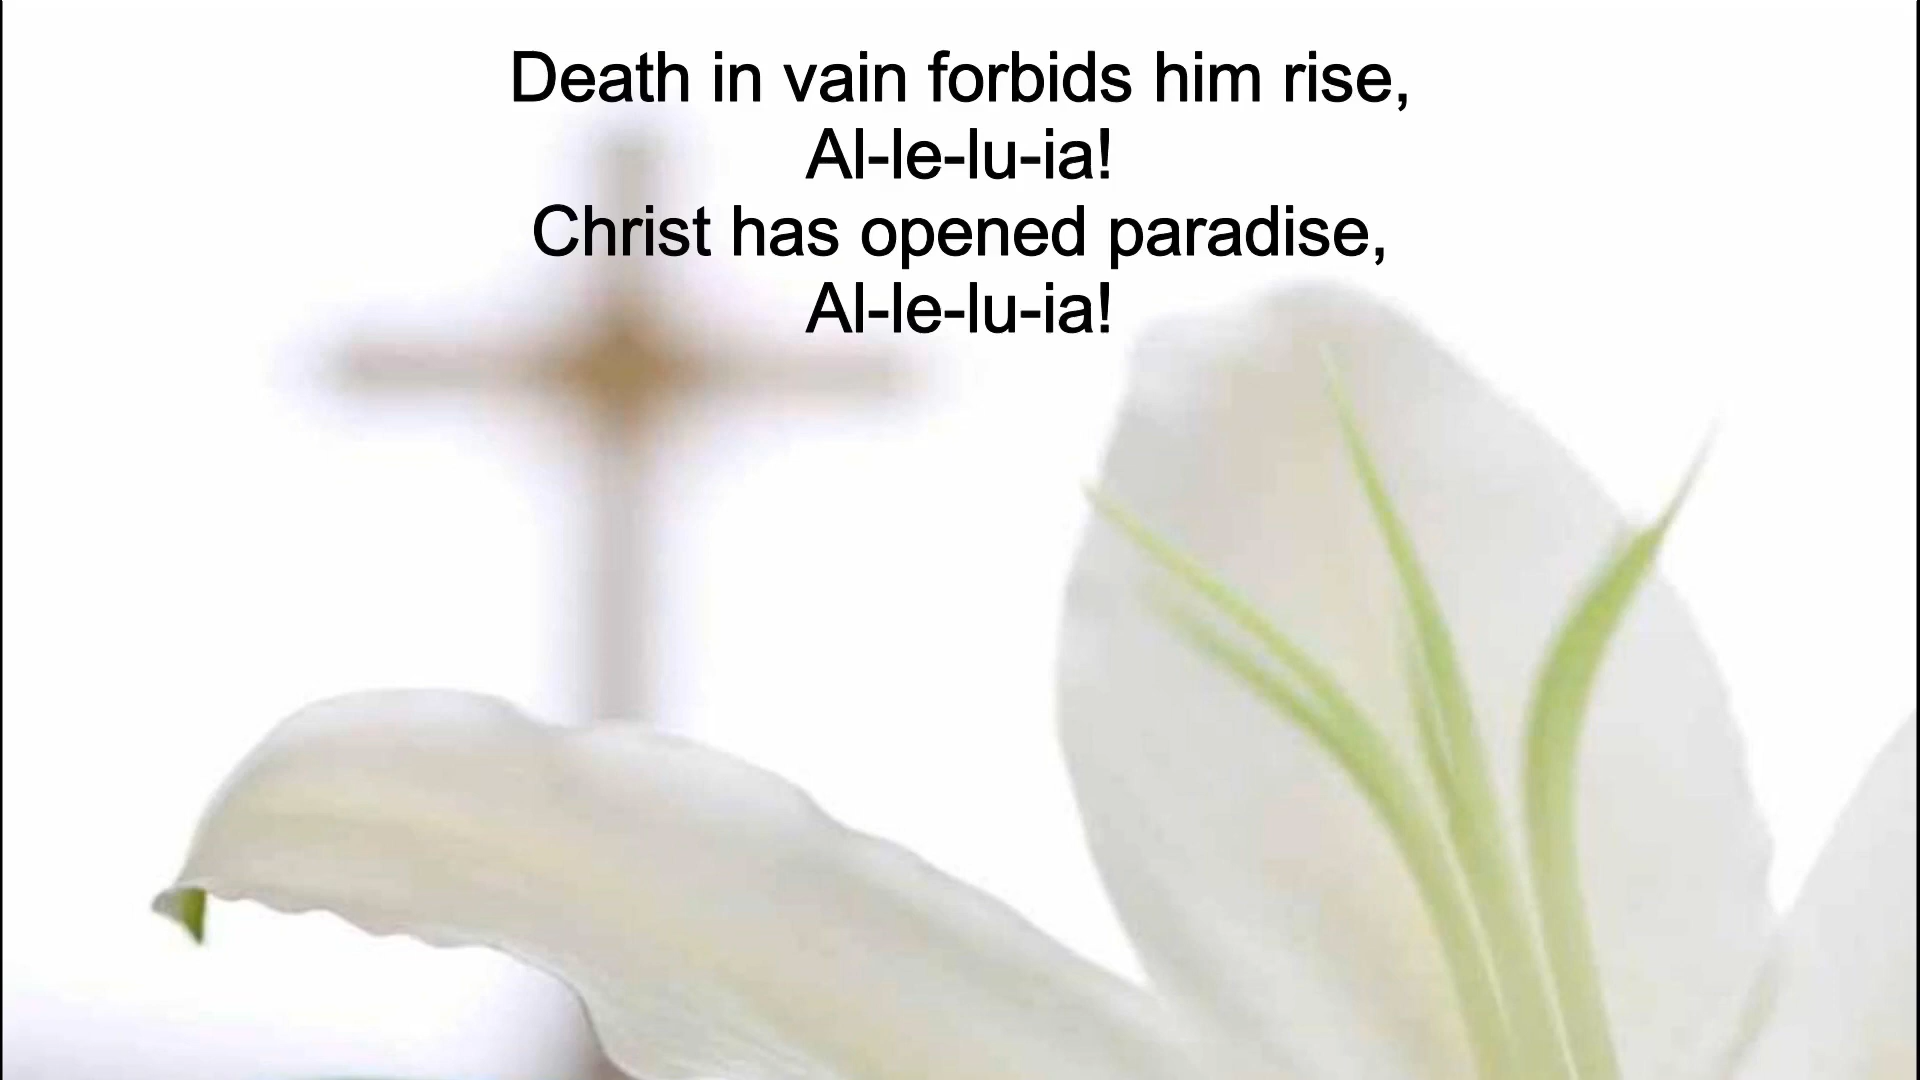 Death in vain forbids him rise,
Al-le-lu-ia!
Christ has opened paradise,
Al-le-lu-ia!